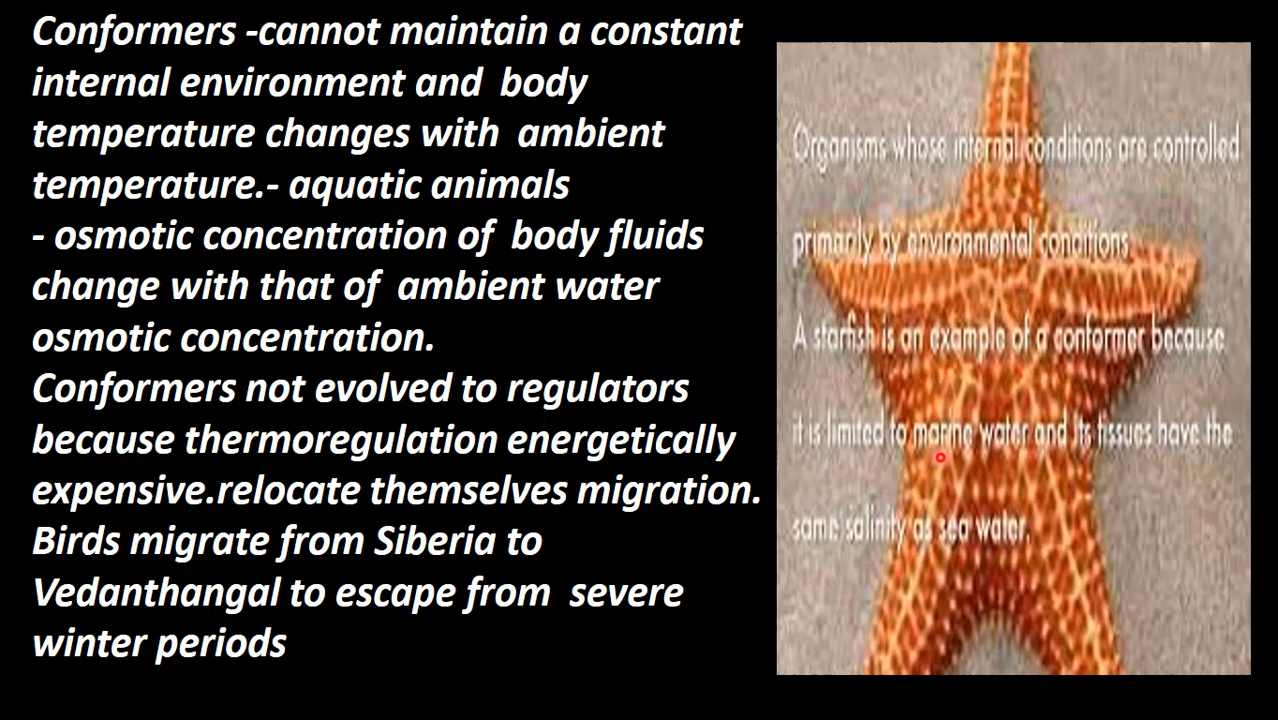 Conformers -cannot maintain a constant
internal environment and body
temperature changes with ambient
temperature.- aquatic animals
- osmotic concentration of body fluids
change with that of ambient water
osmotic concentration.
Conformers not evolved to regulators
because thermoregulation energetically
expensive.relocate themselves migration.
Birds migrate from Siberia to
Vedanthangal to escape from severe
winter periods
Organisms whose internal conditions are controlled
primarily by environmental conditions
A starfish is an example of a conformer because
it is limited to marine water and its tissues have the
same salinity as sea water.